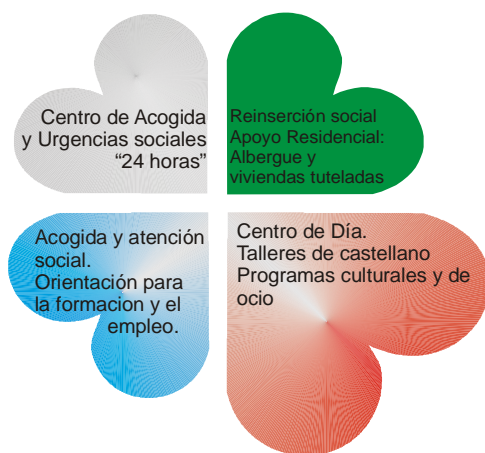 Centro de Acogida
y Urgencias sociales
“24 horas”
Reinserción social
Apoyo Residencial:
Albergue y
viviendas tuteladas
Acogida y atención
social.
Orientación para
la formacion y el
empleo.
Centro de Día.
Talleres de castellano
Programas culturales y de
ocio